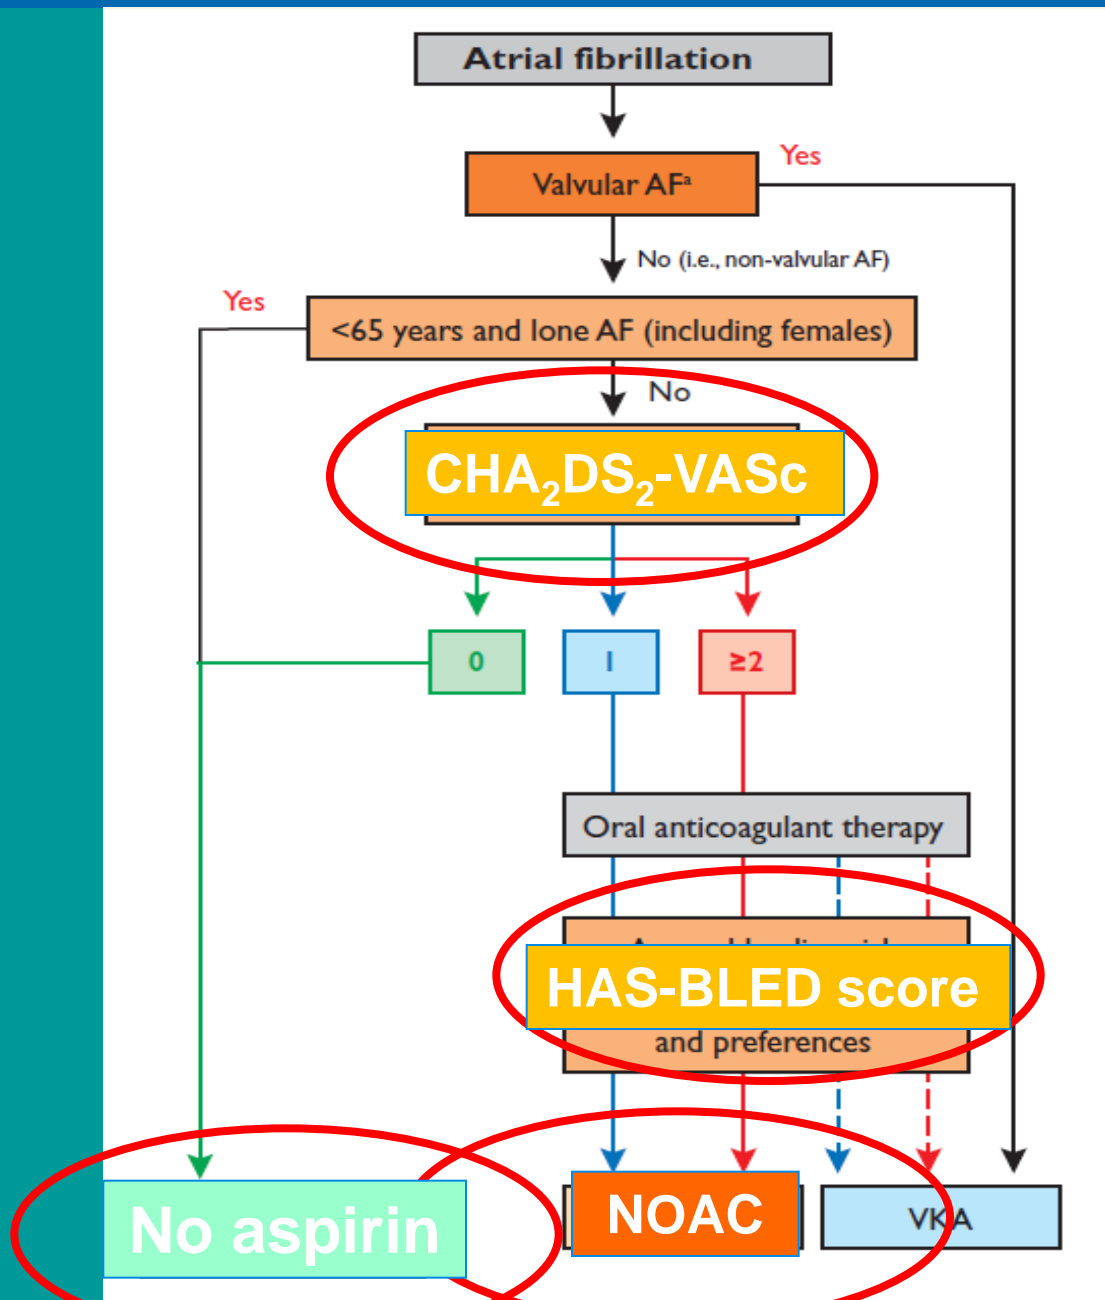 Atrial fibrillation
Valvular AFᵃ
Yes
No (i.e., non-valvular AF)
Yes
<65 years and lone AF (including females)
No
CHA₂DS₂-VASc
0
1
≥2
Oral anticoagulant therapy
HAS-BLED score
and preferences
No aspirin
NOAC
VKA